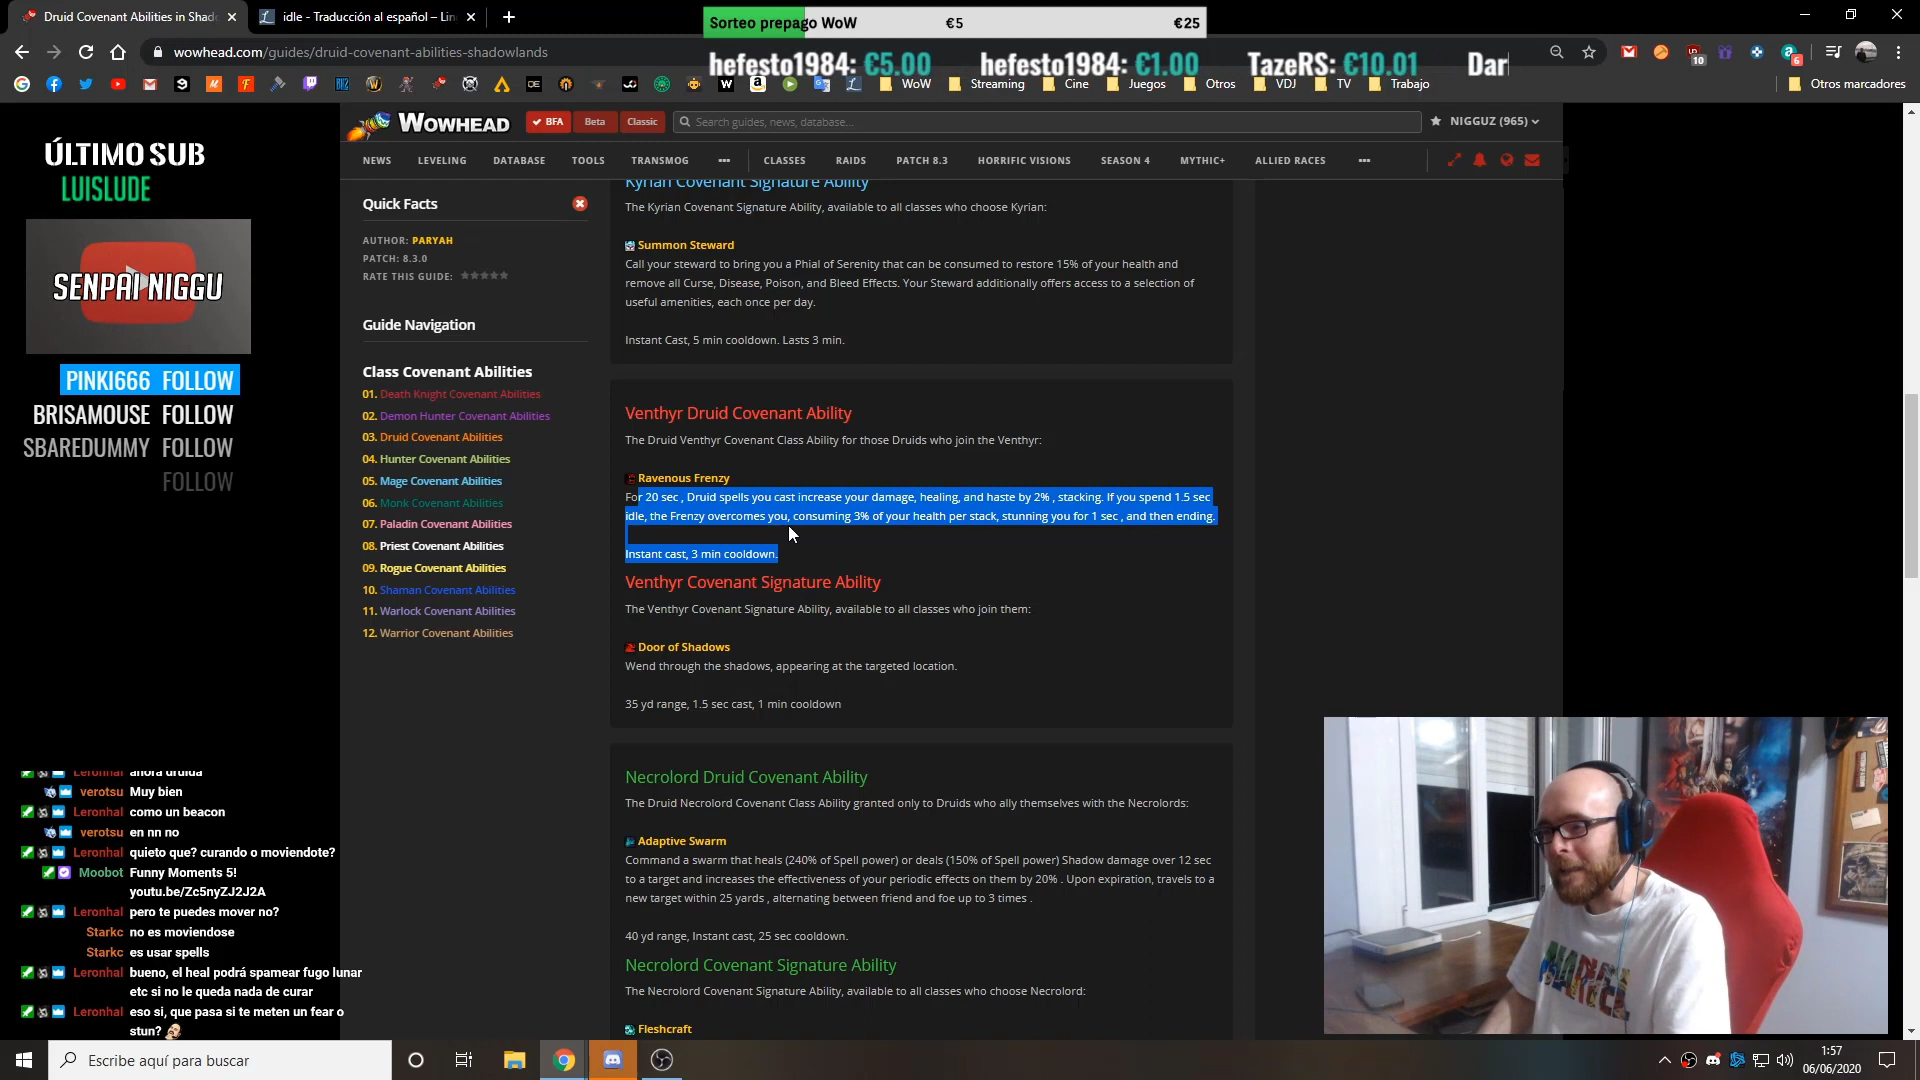 Druid Covenant Abilities in Shado
idle - Traducción al español – Lin
Sorteo prepago WoW €5 €25
wowhead.com/guides/druid-covenant-abilities-shadowlands
hefesto1984: €5.00 hefesto1984: €1.00 TazeRS: €10.01 Dar
10
6
WoW Streaming Cine Juegos Otros VDJ TV Trabajo Otros marcadores
WOWHEAD BFA Beta Classic Search guides, news, database... NIGGUZ (965)
NEWS LEVELING DATABASE TOOLS TRANSMOG CLASSES RAIDS PATCH 8.3 HORRIFIC VISIONS SEASON 4 MYTHIC+ ALLIED RACES
ÚLTIMO SUB
LUISLUDE
SENPAI NIGGU
PINKI666 FOLLOW
BRISAMOUSE FOLLOW
SBAREDUMMY FOLLOW
FOLLOW
Quick Facts
AUTHOR: PARYAH
PATCH: 8.3.0
RATE THIS GUIDE:
Guide Navigation
Class Covenant Abilities
01. Death Knight Covenant Abilities
02. Demon Hunter Covenant Abilities
03. Druid Covenant Abilities
04. Hunter Covenant Abilities
05. Mage Covenant Abilities
06. Monk Covenant Abilities
07. Paladin Covenant Abilities
08. Priest Covenant Abilities
09. Rogue Covenant Abilities
10. Shaman Covenant Abilities
11. Warlock Covenant Abilities
12. Warrior Covenant Abilities
Kyrian Covenant Signature Ability
The Kyrian Covenant Signature Ability, available to all classes who choose Kyrian:
Summon Steward
Call your steward to bring you a Phial of Serenity that can be consumed to restore 15% of your health and
remove all Curse, Disease, Poison, and Bleed Effects. Your Steward additionally offers access to a selection of
useful amenities, each once per day.
Instant Cast, 5 min cooldown. Lasts 3 min.
Venthyr Druid Covenant Ability
The Druid Venthyr Covenant Class Ability for those Druids who join the Venthyr:
Ravenous Frenzy
For 20 sec , Druid spells you cast increase your damage, healing, and haste by 2% , stacking. If you spend 1.5 sec
idle, the Frenzy overcomes you, consuming 3% of your health per stack, stunning you for 1 sec , and then ending.
Instant cast, 3 min cooldown.
Venthyr Covenant Signature Ability
The Venthyr Covenant Signature Ability, available to all classes who join them:
Door of Shadows
Wend through the shadows, appearing at the targeted location.
35 yd range, 1.5 sec cast, 1 min cooldown
Necrolord Druid Covenant Ability
The Druid Necrolord Covenant Class Ability granted only to Druids who ally themselves with the Necrolords:
Adaptive Swarm
Command a swarm that heals (240% of Spell power) or deals (150% of Spell power) Shadow damage over 12 sec
to a target and increases the effectiveness of your periodic effects on them by 20% . Upon expiration, travels to a
new target within 25 yards , alternating between friend and foe up to 3 times .
40 yd range, Instant cast, 25 sec cooldown.
Necrolord Covenant Signature Ability
The Necrolord Covenant Signature Ability, available to all classes who choose Necrolord:
Fleshcraft
Leronhal ahora druida
verotsu Muy bien
Leronhal como un beacon
verotsu en nn no
Leronhal quieto que? curando o moviendote?
Moobot Funny Moments 5!
youtu.be/Zc5nyZJ2J2A
Leronhal pero te puedes mover no?
Starkc no es moviendose
Starkc es usar spells
Leronhal bueno, el heal podrá spamear fugo lunar
etc si no le queda nada de curar
Leronhal eso si, que pasa si te meten un fear o
stun?
Escribe aquí para buscar
1:57
06/06/2020